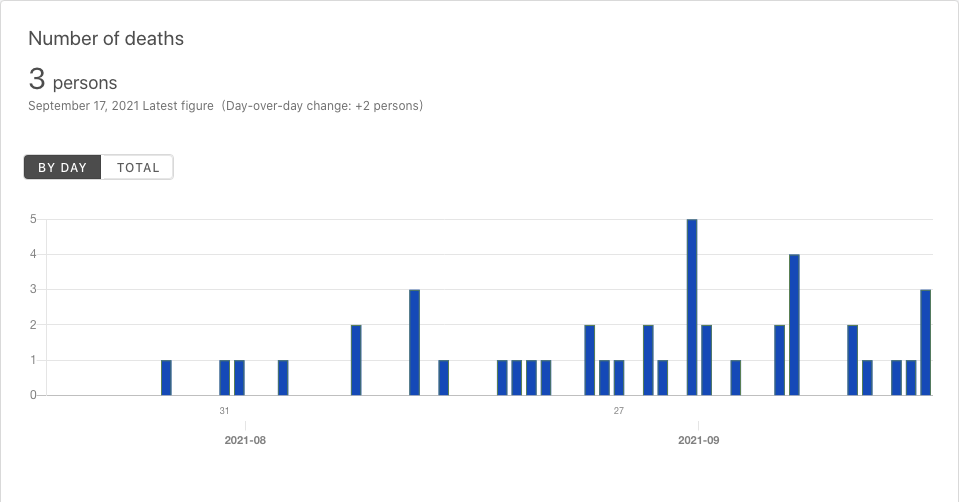 Number of deaths
3 persons
September 17, 2021 Latest figure (Day-over-day change: +2 persons)
BY DAY TOTAL
5
4
3
2
1
0
31 27
2021-08 2021-09